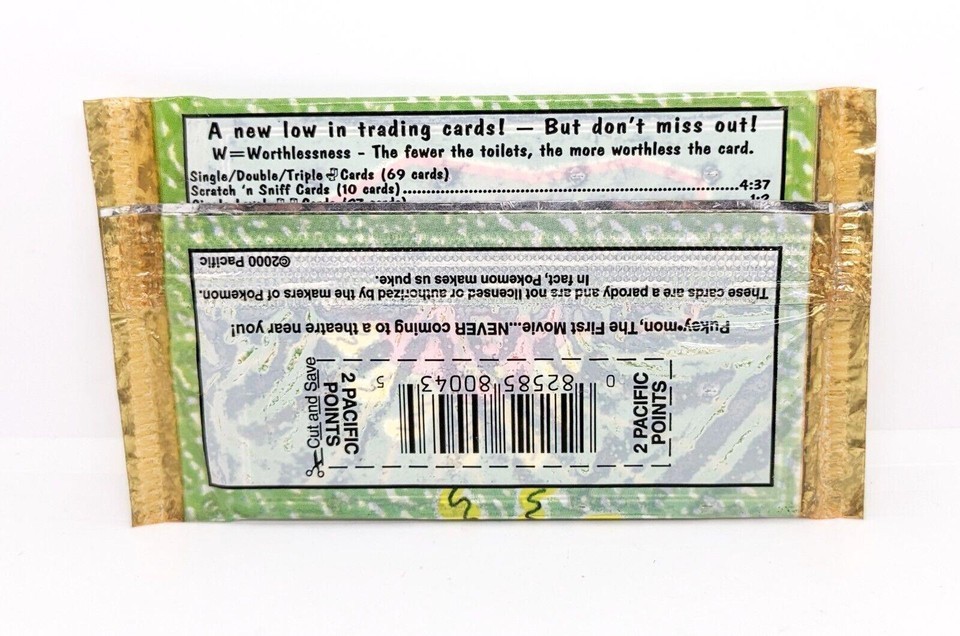 A new low in trading cards! — But don't miss out!
W=Worthlessness - The fewer the toilets, the more worthless the card.
Single/Double/Triple Cards (69 cards)
Scratch 'n Sniff Cards (10 cards)..........4:37
©2000 Pacific
In fact, Pokemon makes us puke.
These cards are a parody and are not licensed or authorized by the makers of Pokemon.
Pukey•mon, The First Movie...NEVER coming to a theatre near you!
Cut and Save
2 PACIFIC
POINTS
0 82585 80043 5
2 PACIFIC
POINTS